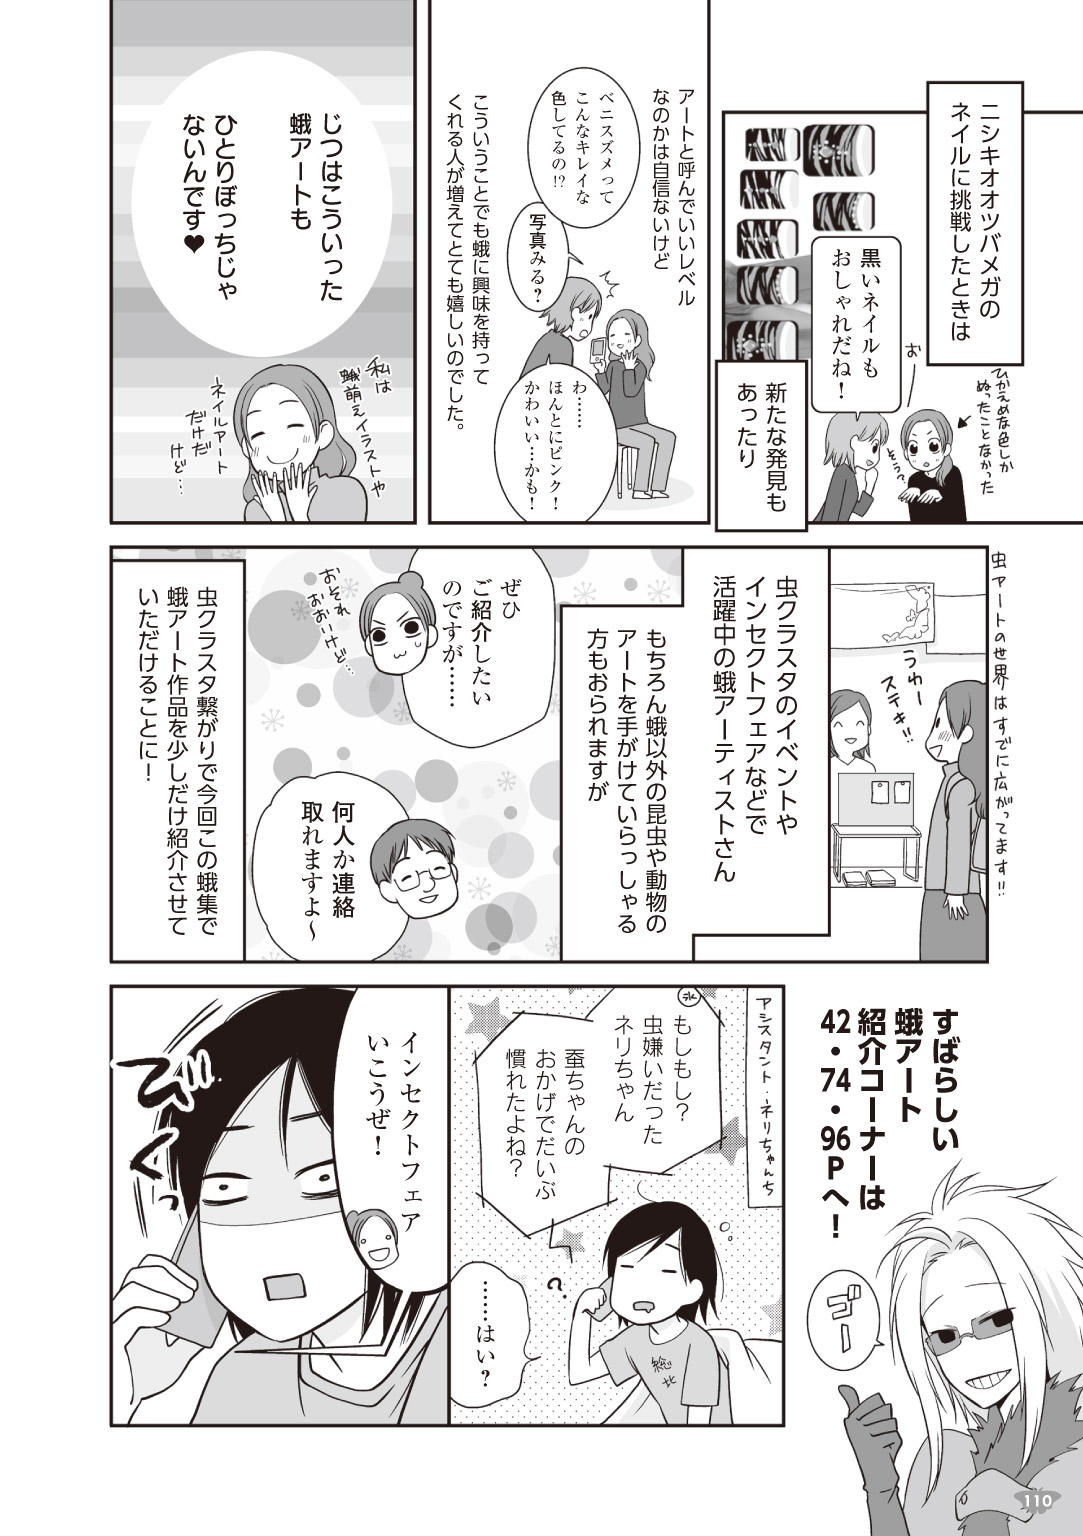 ニシキオオツバメガの
ネイルに挑戦したときは
黒いネイルも
おしゃれだね！
お
そう？
ひかえめな色しか
ぬったことなかった
新たな発見も
あったり
アートと呼んでいいレベル
なのかは自信ないけど
ベニスズメって
こんなキレイな
色してるの!?
写真みる？
わ……
ほんとにピンク！
かわいい…かも！
こういうことでも蛾に興味を持って
くれる人が増えてとても嬉しいのでした。
じつはこういった
蛾アートも
ひとりぼっちじゃ
ないんです♥
私は
蛾萌えイラストや
ネイルアート
だけだ
けど…
虫アートの世界はすでに広がってます!!
うわー
ステキ!!
虫クラスタのイベントや
インセクトフェアなどで
活躍中の蛾アーティストさん
もちろん蛾以外の昆虫や動物の
アートを手がけていらっしゃる
方もおられますが
ぜひ
ご紹介したい
のですが……
おそれ
おおいけど…
何人か連絡
取れますよ〜
虫クラスタ繋がりで今回この蛾集で
蛾アート作品を少しだけ紹介させて
いただけることに！
すばらしい
蛾アート
紹介コーナーは
42・74・96Pへ！
ゴー
アシスタント・ネリちゃんち
氷
もしもし？
虫嫌いだった
ネリちゃん
蚕ちゃんの
おかげでだいぶ
慣れたよね？
？
……はい？
総北
インセクトフェア
いこうぜ！
びくっ
110